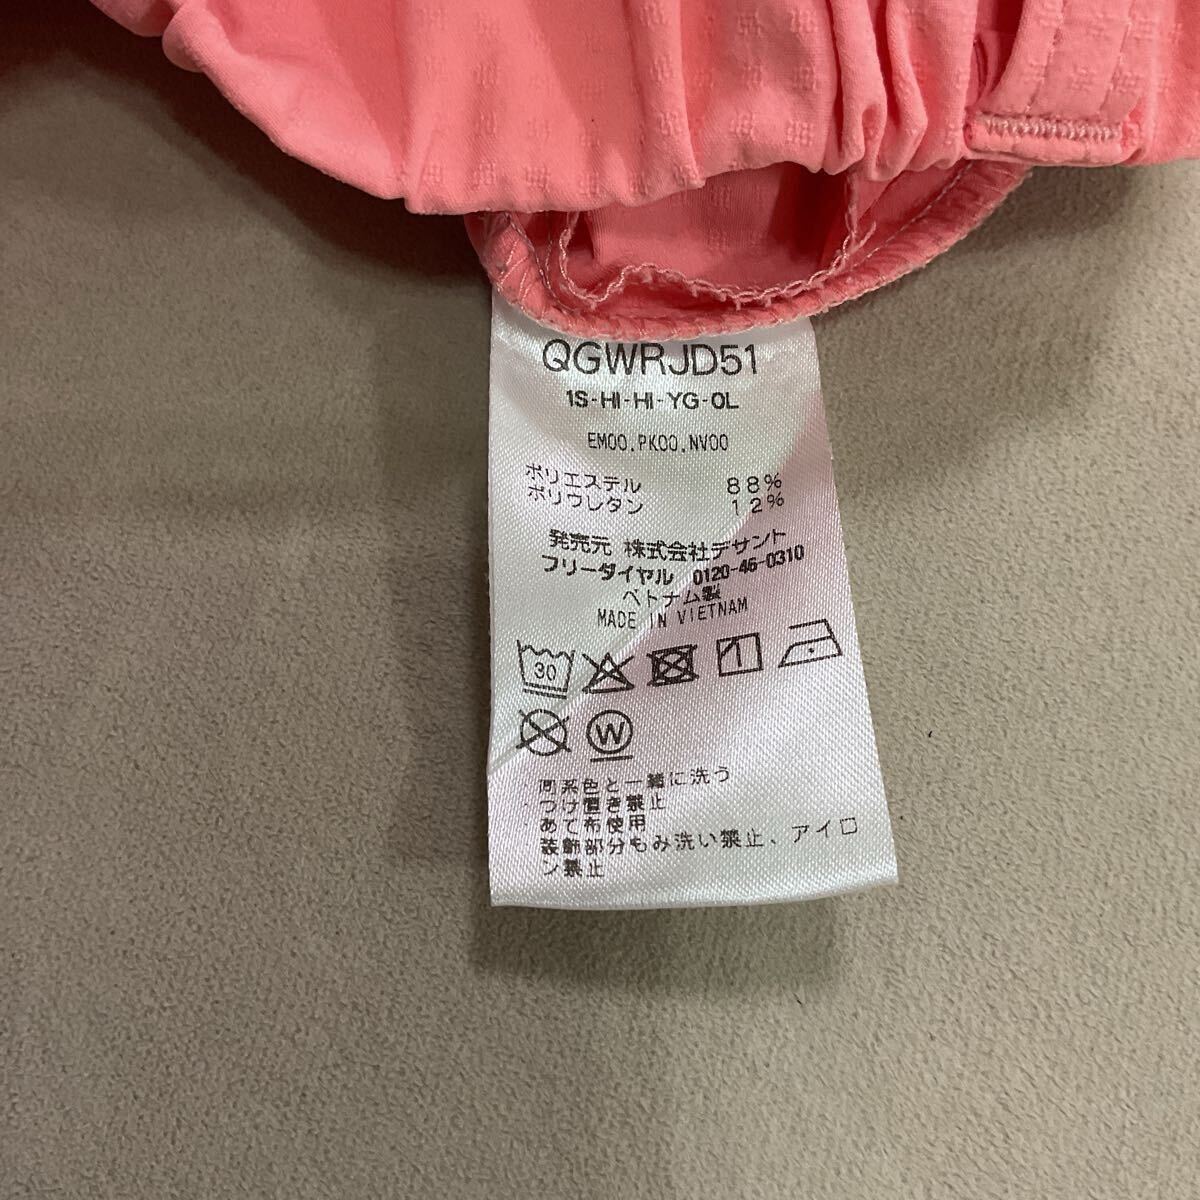 QGWRJD51
1S-HI-HI-YG-OL
EM00.PK00.NV00
ポリエステル 88%
ポリウレタン 12%
発売元 株式会社デサント
フリーダイヤル 0120-46-0310
ベトナム製
MADE IN VIETNAM
30
W
同系色と一緒に洗う
つけ置き禁止
あて布使用
装飾部分もみ洗い禁止、アイロ
ン禁止